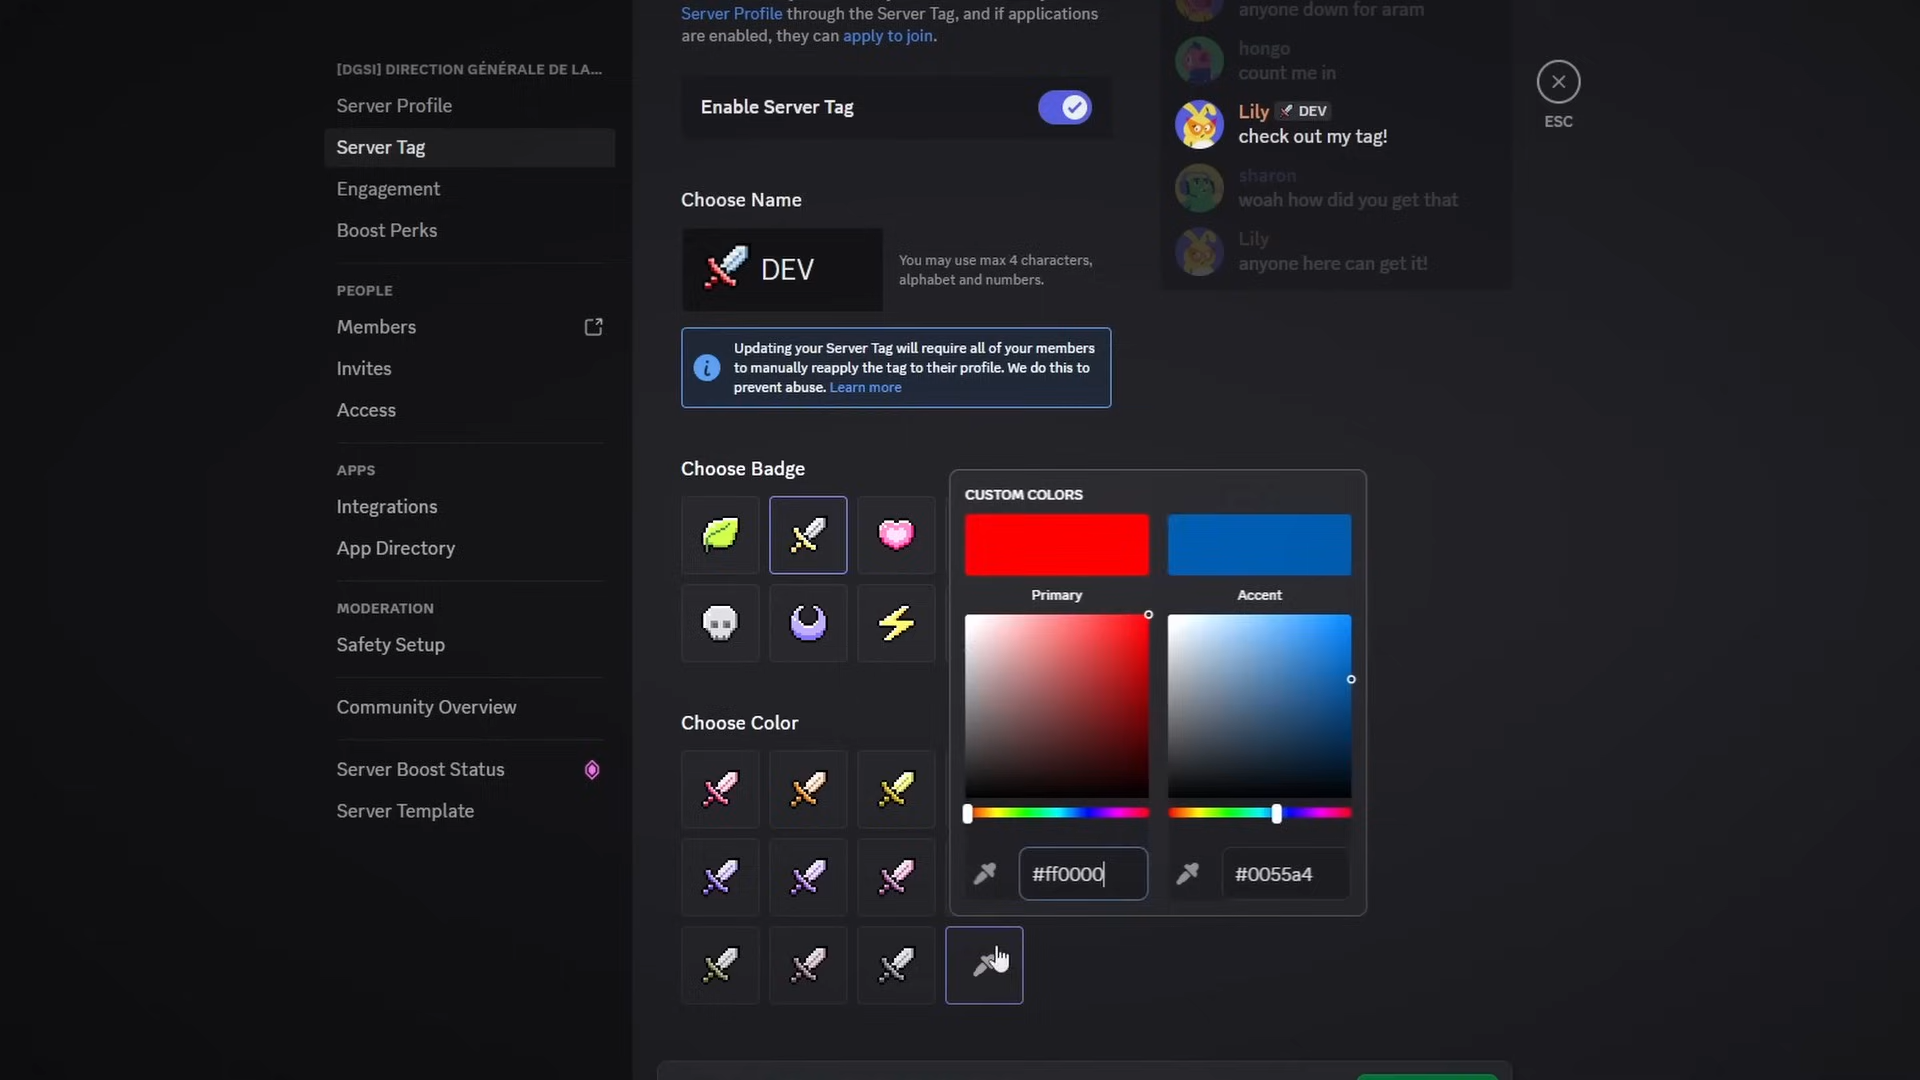 Server Profile through the Server Tag, and if applications
are enabled, they can apply to join.
[DGSI] DIRECTION GÉNÉRALE DE LA...
Server Profile
Server Tag
Engagement
Boost Perks
PEOPLE
Members
Invites
Access
APPS
Integrations
App Directory
MODERATION
Safety Setup
Community Overview
Server Boost Status
Server Template
Enable Server Tag
Choose Name
DEV
You may use max 4 characters,
alphabet and numbers.
Updating your Server Tag will require all of your members
to manually reapply the tag to their profile. We do this to
prevent abuse. Learn more
Choose Badge
Choose Color
CUSTOM COLORS
Primary
Accent
#ff0000
#0055a4
anyone down for aram
hongo
count me in
Lily DEV
check out my tag!
sharon
woah how did you get that
Lily
anyone here can get it!
ESC